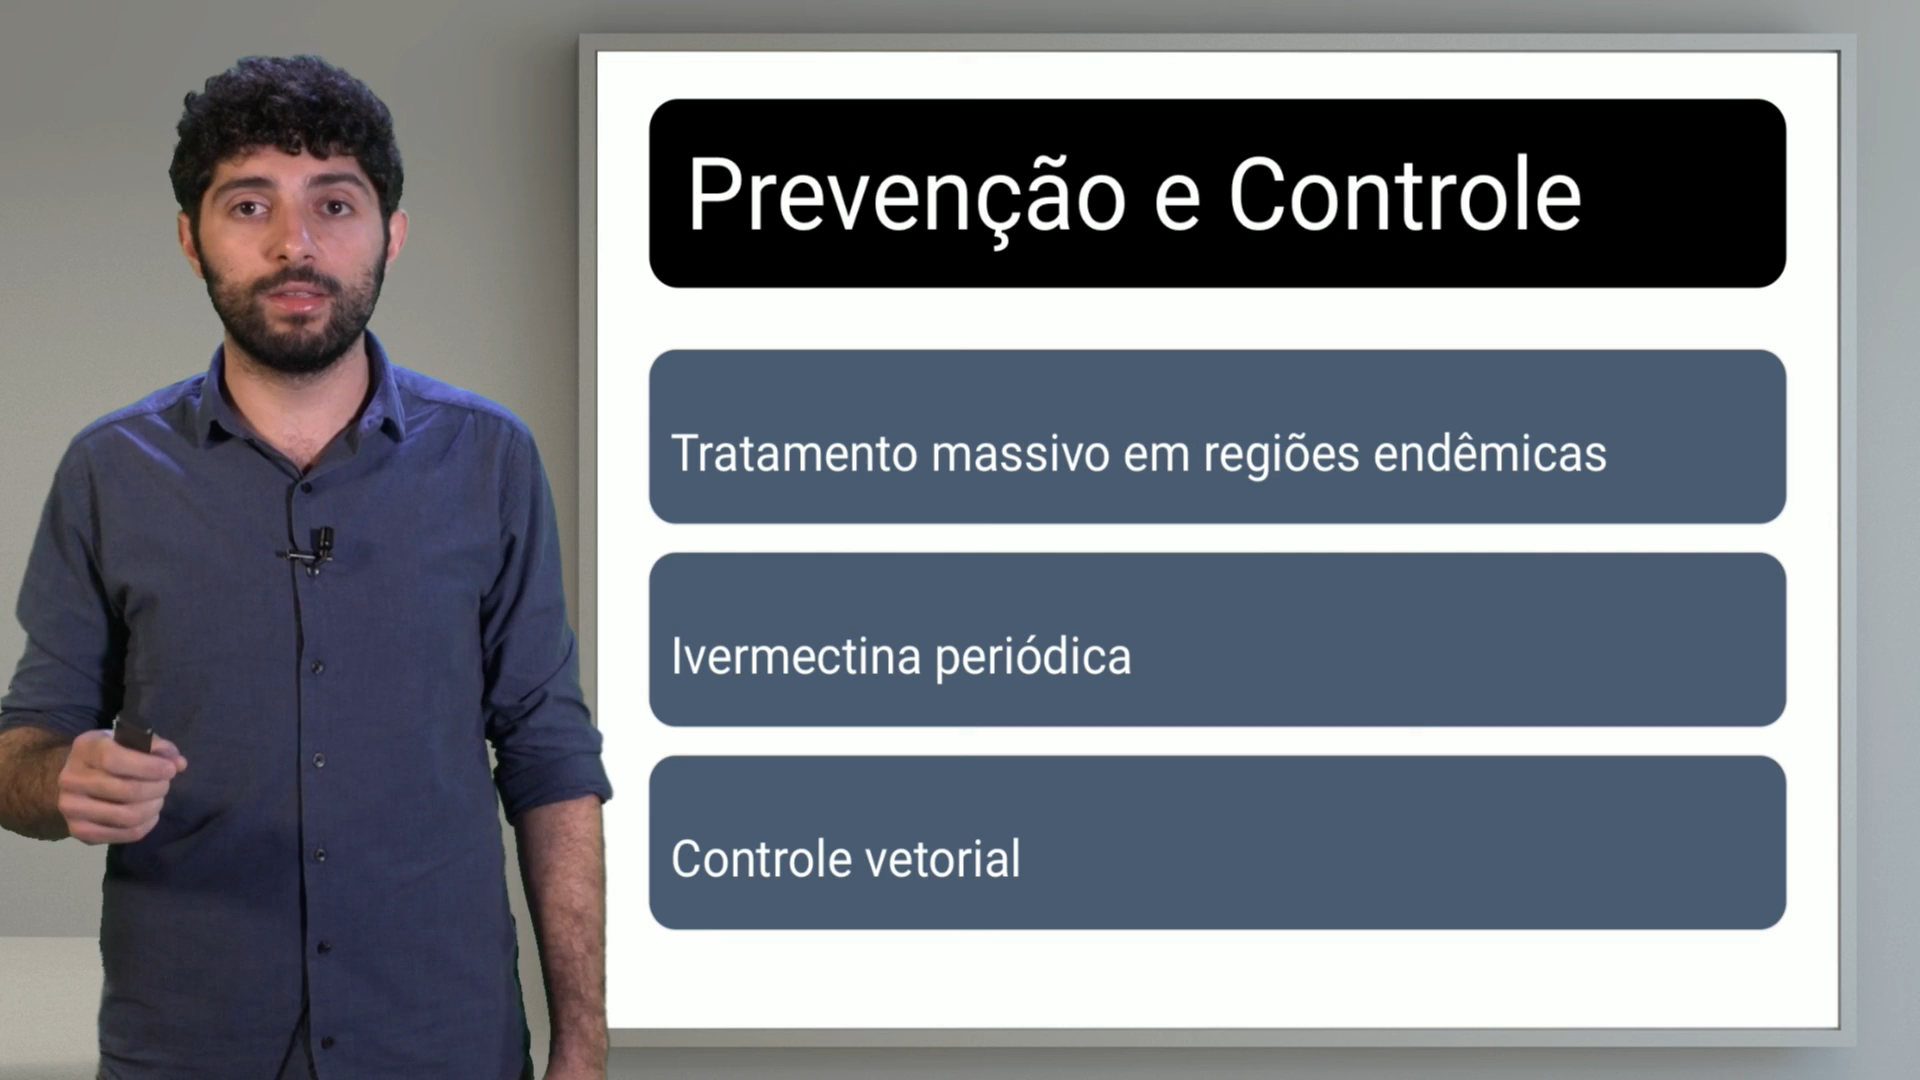 Prevenção e Controle
Tratamento massivo em regiões endêmicas
Ivermectina periódica
Controle vetorial